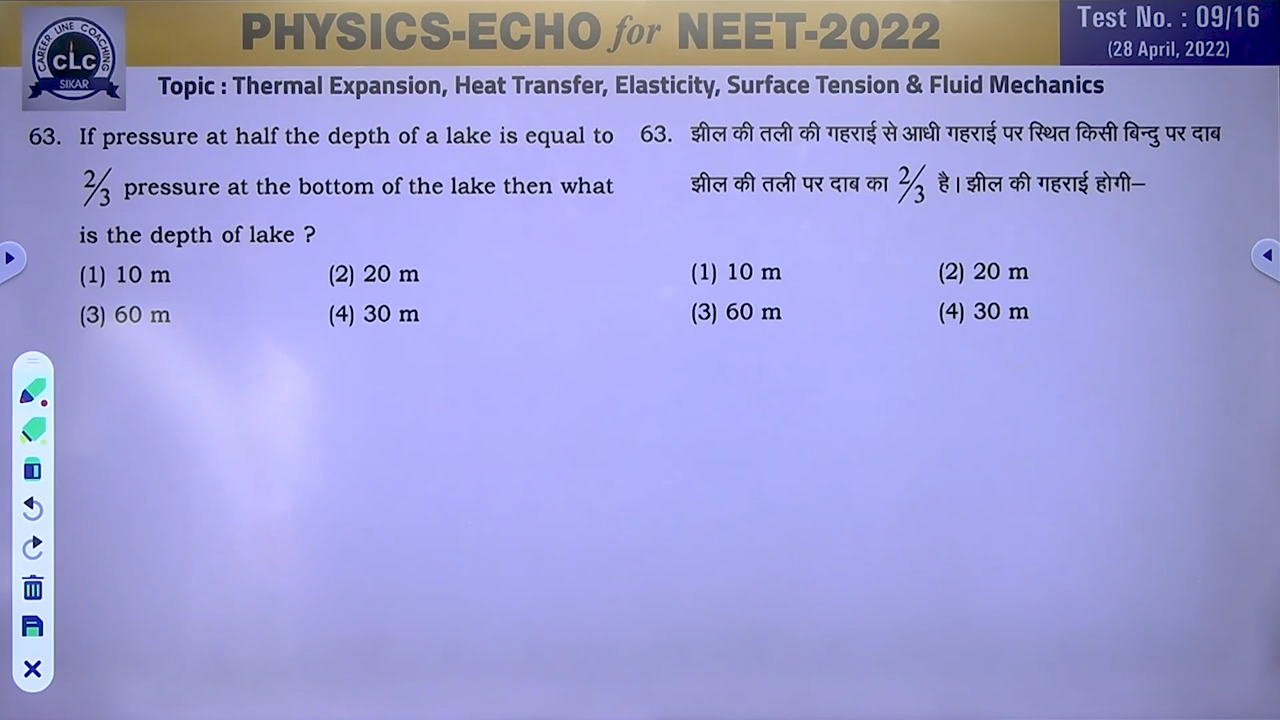 PHYSICS-ECHO for NEET-2022
Test No. : 09/16
(28 April, 2022)
CAREER LINE COACHING
CLC
SIKAR
Topic : Thermal Expansion, Heat Transfer, Elasticity, Surface Tension & Fluid Mechanics
63. If pressure at half the depth of a lake is equal to
2/3 pressure at the bottom of the lake then what
is the depth of lake ?
(1) 10 m (2) 20 m
(3) 60 m (4) 30 m
63. झील की तली की गहराई से आधी गहराई पर स्थित किसी बिन्दु पर दाब
झील की तली पर दाब का 2/3 है। झील की गहराई होगी–
(1) 10 m (2) 20 m
(3) 60 m (4) 30 m